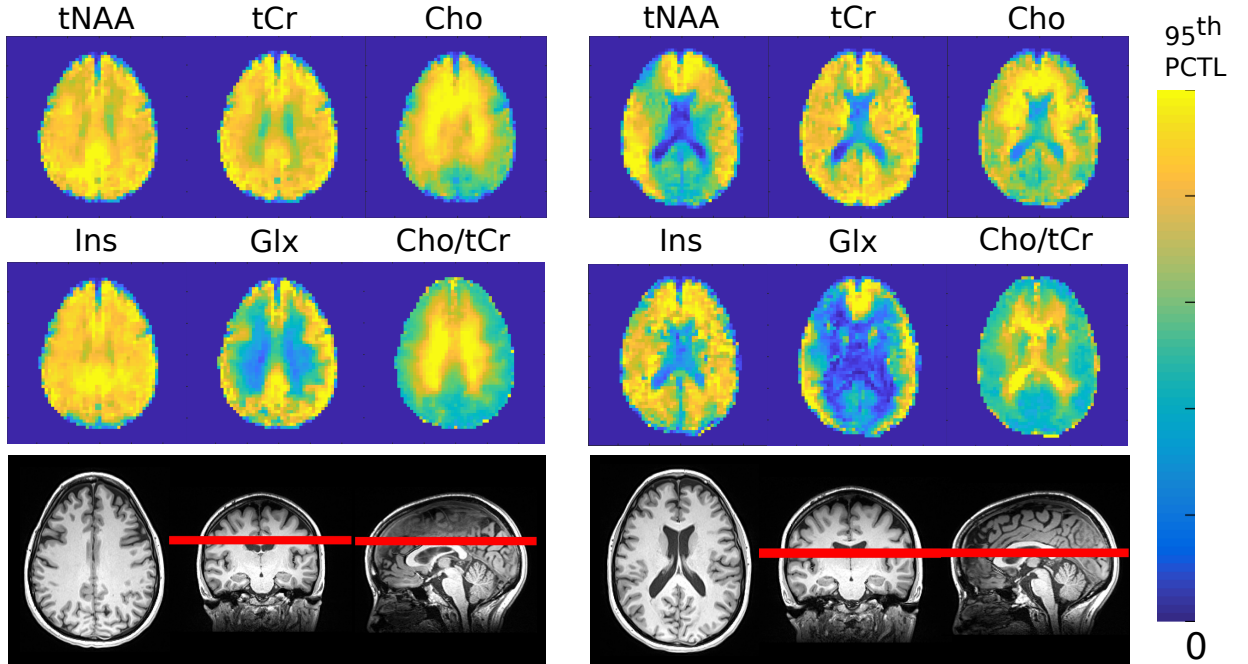 tNAA tCr Cho
tNAA tCr Cho
95th
PCTL
Ins Glx Cho/tCr
Ins Glx Cho/tCr
0